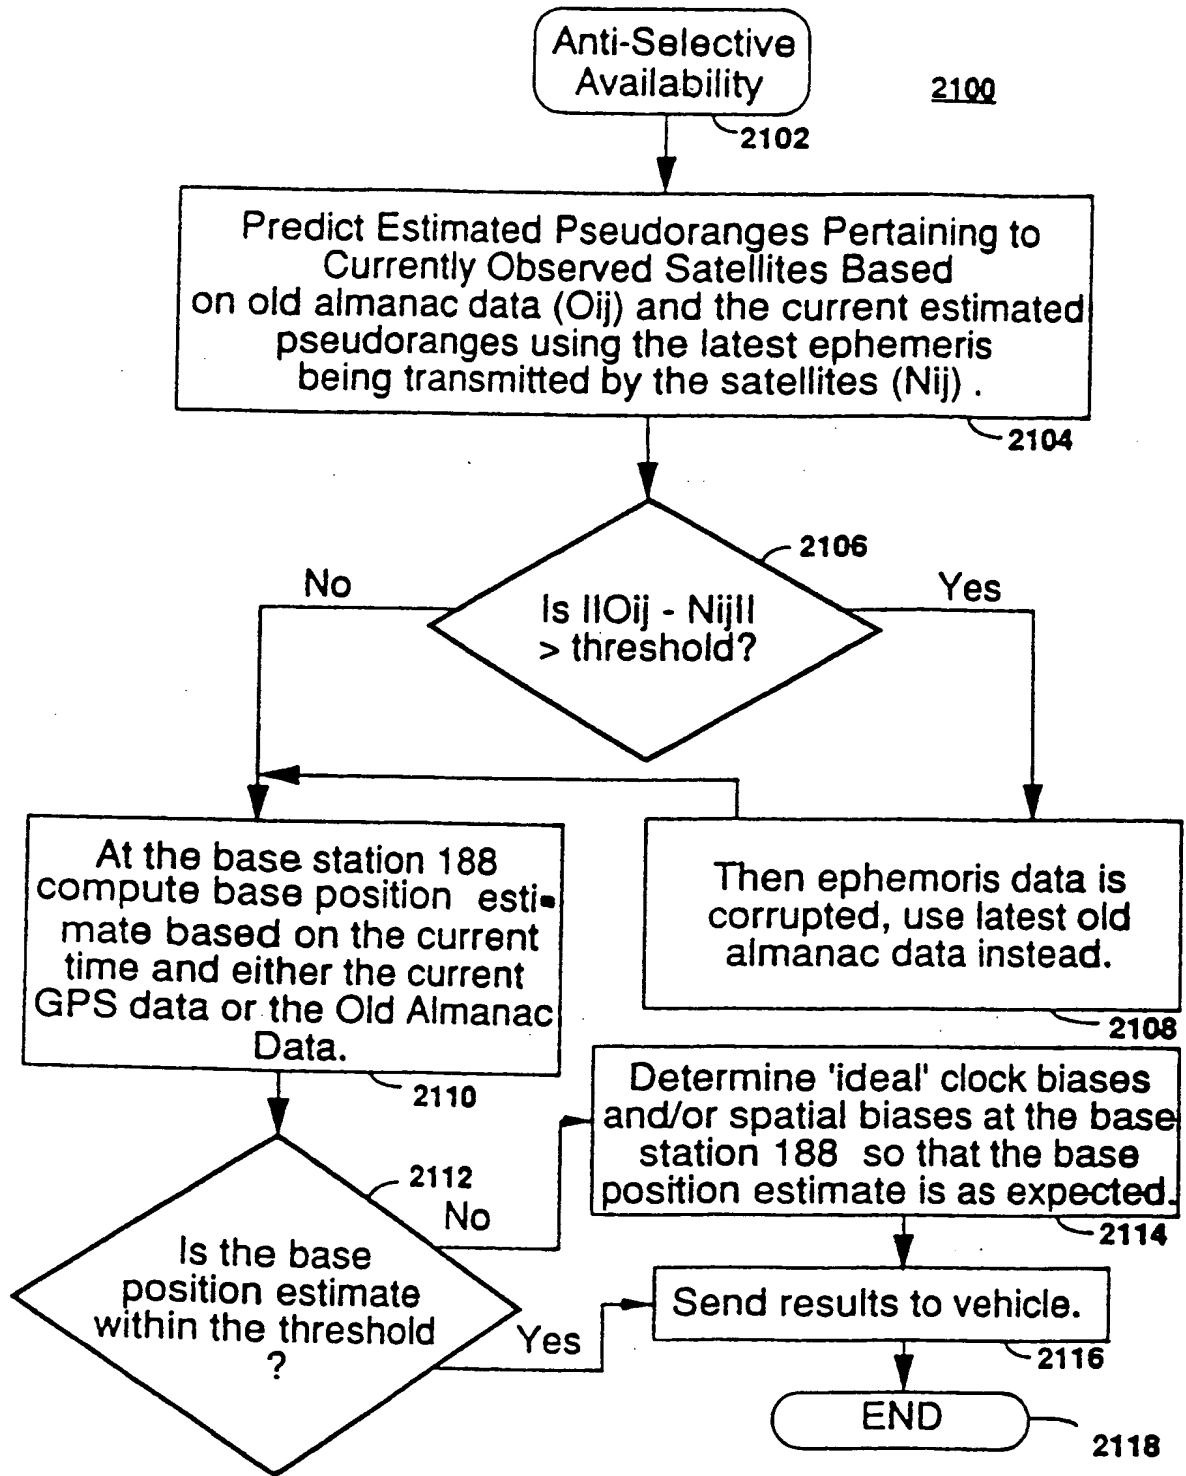 Anti-Selective
Availability
2100
2102
Predict Estimated Pseudoranges Pertaining to
Currently Observed Satellites Based
on old almanac data (Oij) and the current estimated
pseudoranges using the latest ephemeris
being transmitted by the satellites (Nij) .
2104
2106
No
Yes
Is IIOij - NijII
> threshold?
At the base station 188
compute base position esti-
mate based on the current
time and either the current
GPS data or the Old Almanac
Data.
2110
Then ephemoris data is
corrupted, use latest old
almanac data instead.
2108
Determine 'ideal' clock biases
and/or spatial biases at the base
station 188 so that the base
position estimate is as expected.
2114
2112
No
Is the base
position estimate
within the threshold
?
Yes
Send results to vehicle.
2116
END
2118